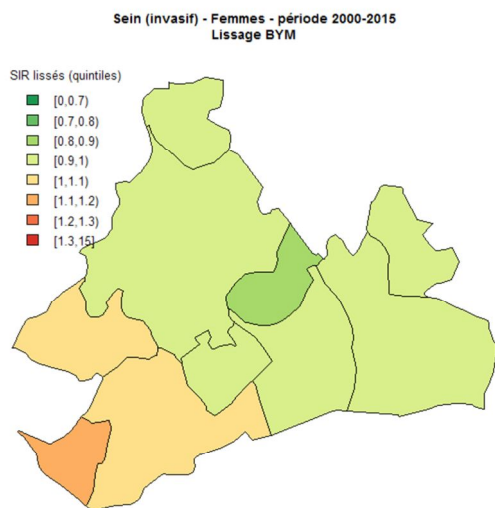 Sein (invasif) - Femmes - période 2000-2015
Lissage BYM
SIR lissés (quintiles)
[0,0.7)
[0.7,0.8)
[0.8,0.9)
[0.9,1)
[1,1.1)
[1.1,1.2)
[1.2,1.3)
[1.3,15]